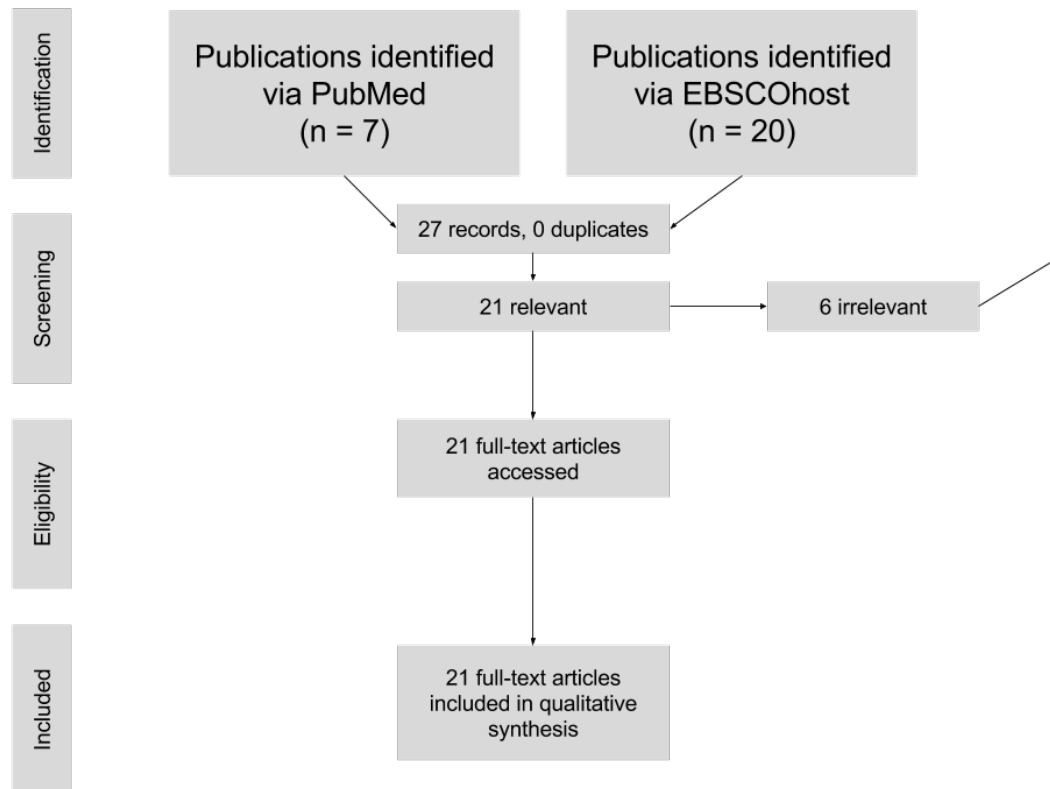 Identification
Publications identified
via PubMed
(n = 7)
Publications identified
via EBSCOhost
(n = 20)
Screening
27 records, 0 duplicates
21 relevant
6 irrelevant
Eligibility
21 full-text articles
accessed
Included
21 full-text articles
included in qualitative
synthesis